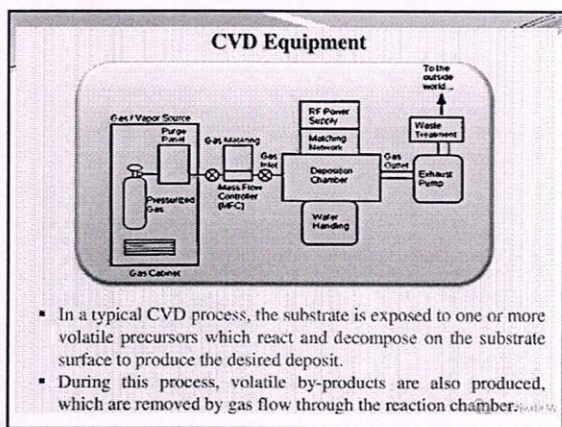 CVD Equipment
To the
outside
world...
Gas / Vapor Source
Purge
Panel
Pressurized
Gas
Gas Cabinet
Gas Metering
Mass Flow
Controller
(MFC)
Gas
Inlet
RF Power
Supply
Matching
Network
Deposition
Chamber
Wafer
Handling
Gas
Outlet
Waste
Treatment
Exhaust
Pump
▪ In a typical CVD process, the substrate is exposed to one or more
volatile precursors which react and decompose on the substrate
surface to produce the desired deposit.
▪ During this process, volatile by-products are also produced,
which are removed by gas flow through the reaction chamber.